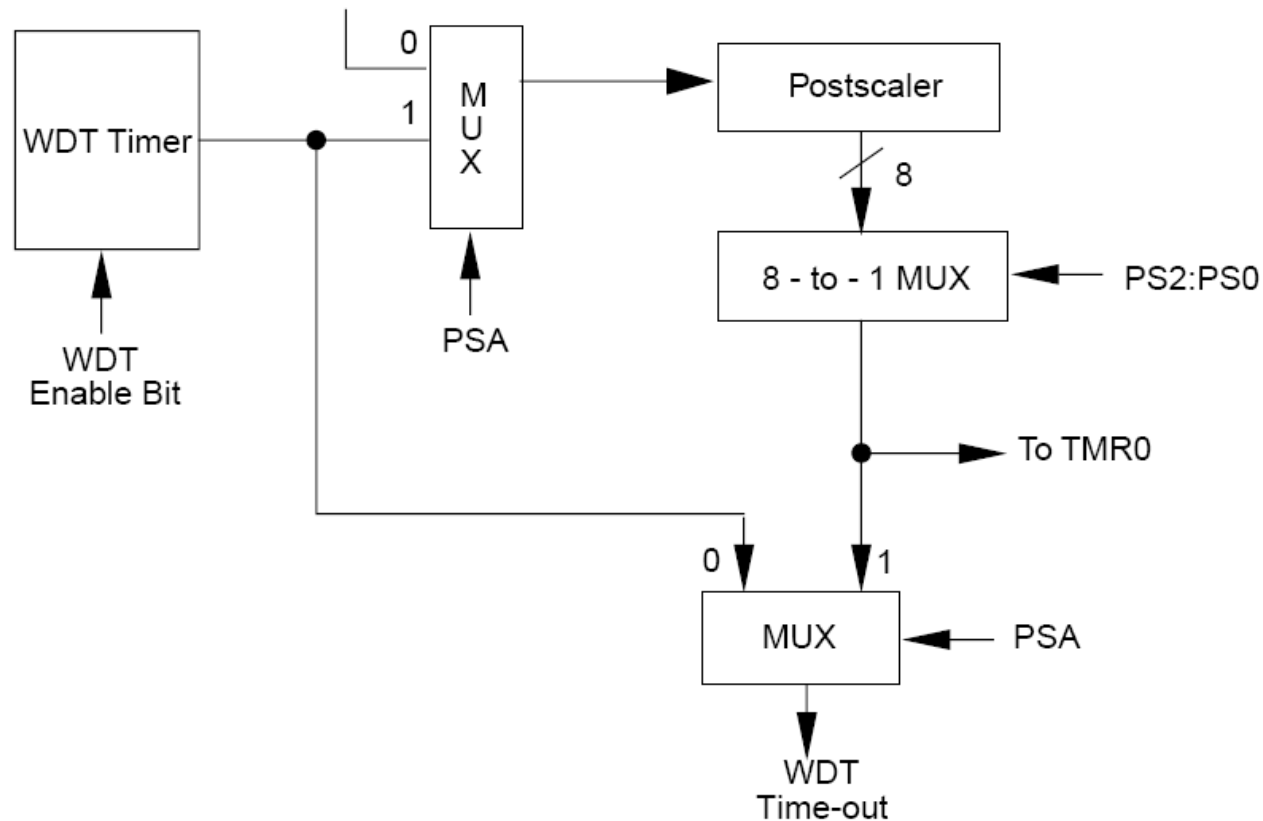 0
M
U
X
Postscaler
WDT Timer
1
8
8 - to - 1 MUX
PS2:PS0
PSA
WDT
Enable Bit
To TMR0
0
1
MUX
PSA
WDT
Time-out